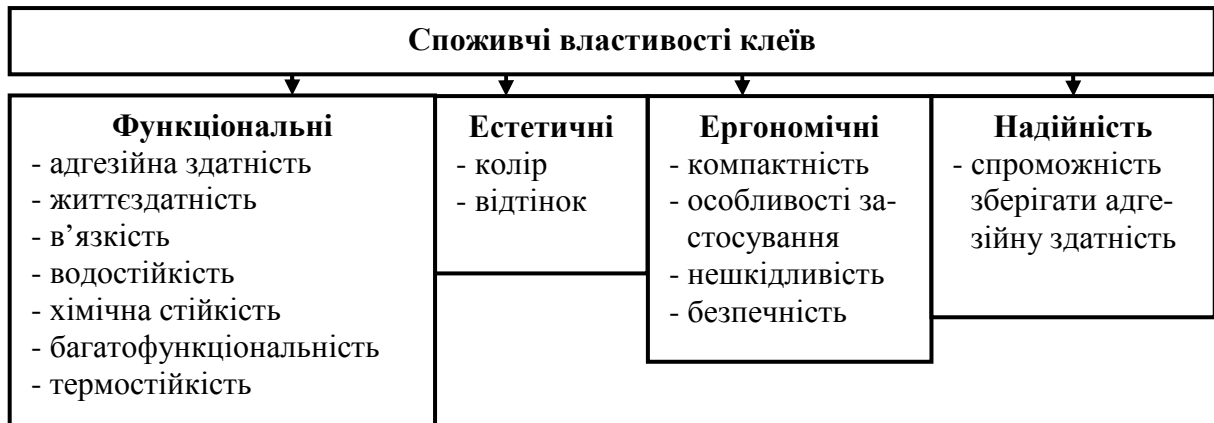 Споживчі властивості клеїв
Функціональні
- адгезійна здатність
- життєздатність
- в’язкість
- водостійкість
- хімічна стійкість
- багатофункціональність
- термостійкість
Естетичні
- колір
- відтінок
Ергономічні
- компактність
- особливості за-
стосування
- нешкідливість
- безпечність
Надійність
- спроможність
зберігати адге-
зійну здатність